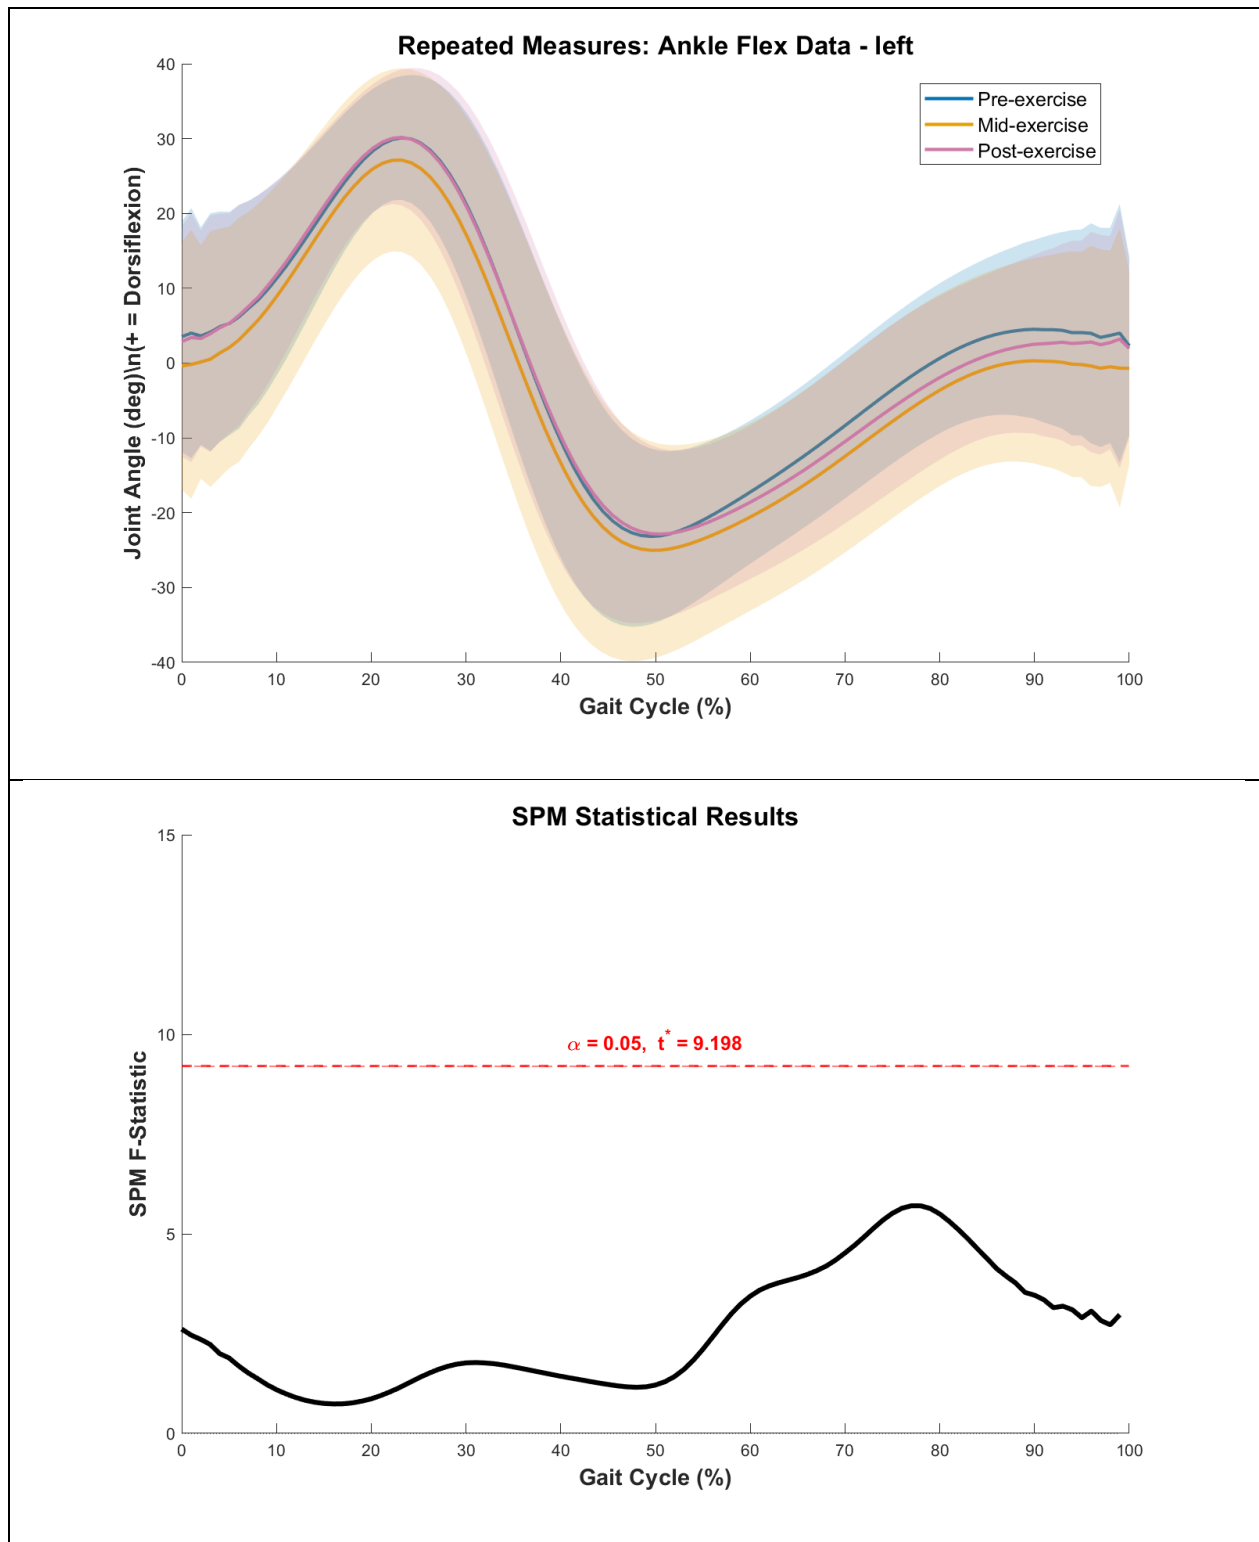 Repeated Measures: Ankle Flex Data - left
40
30
20
10
0
-10
-20
-30
-40
Joint Angle (deg)\n(+ = Dorsiflexion)
Pre-exercise
Mid-exercise
Post-exercise
0 10 20 30 40 50 60 70 80 90 100
Gait Cycle (%)
SPM Statistical Results
15
10
5
0
SPM F-Statistic
α = 0.05, t* = 9.198
0 10 20 30 40 50 60 70 80 90 100
Gait Cycle (%)